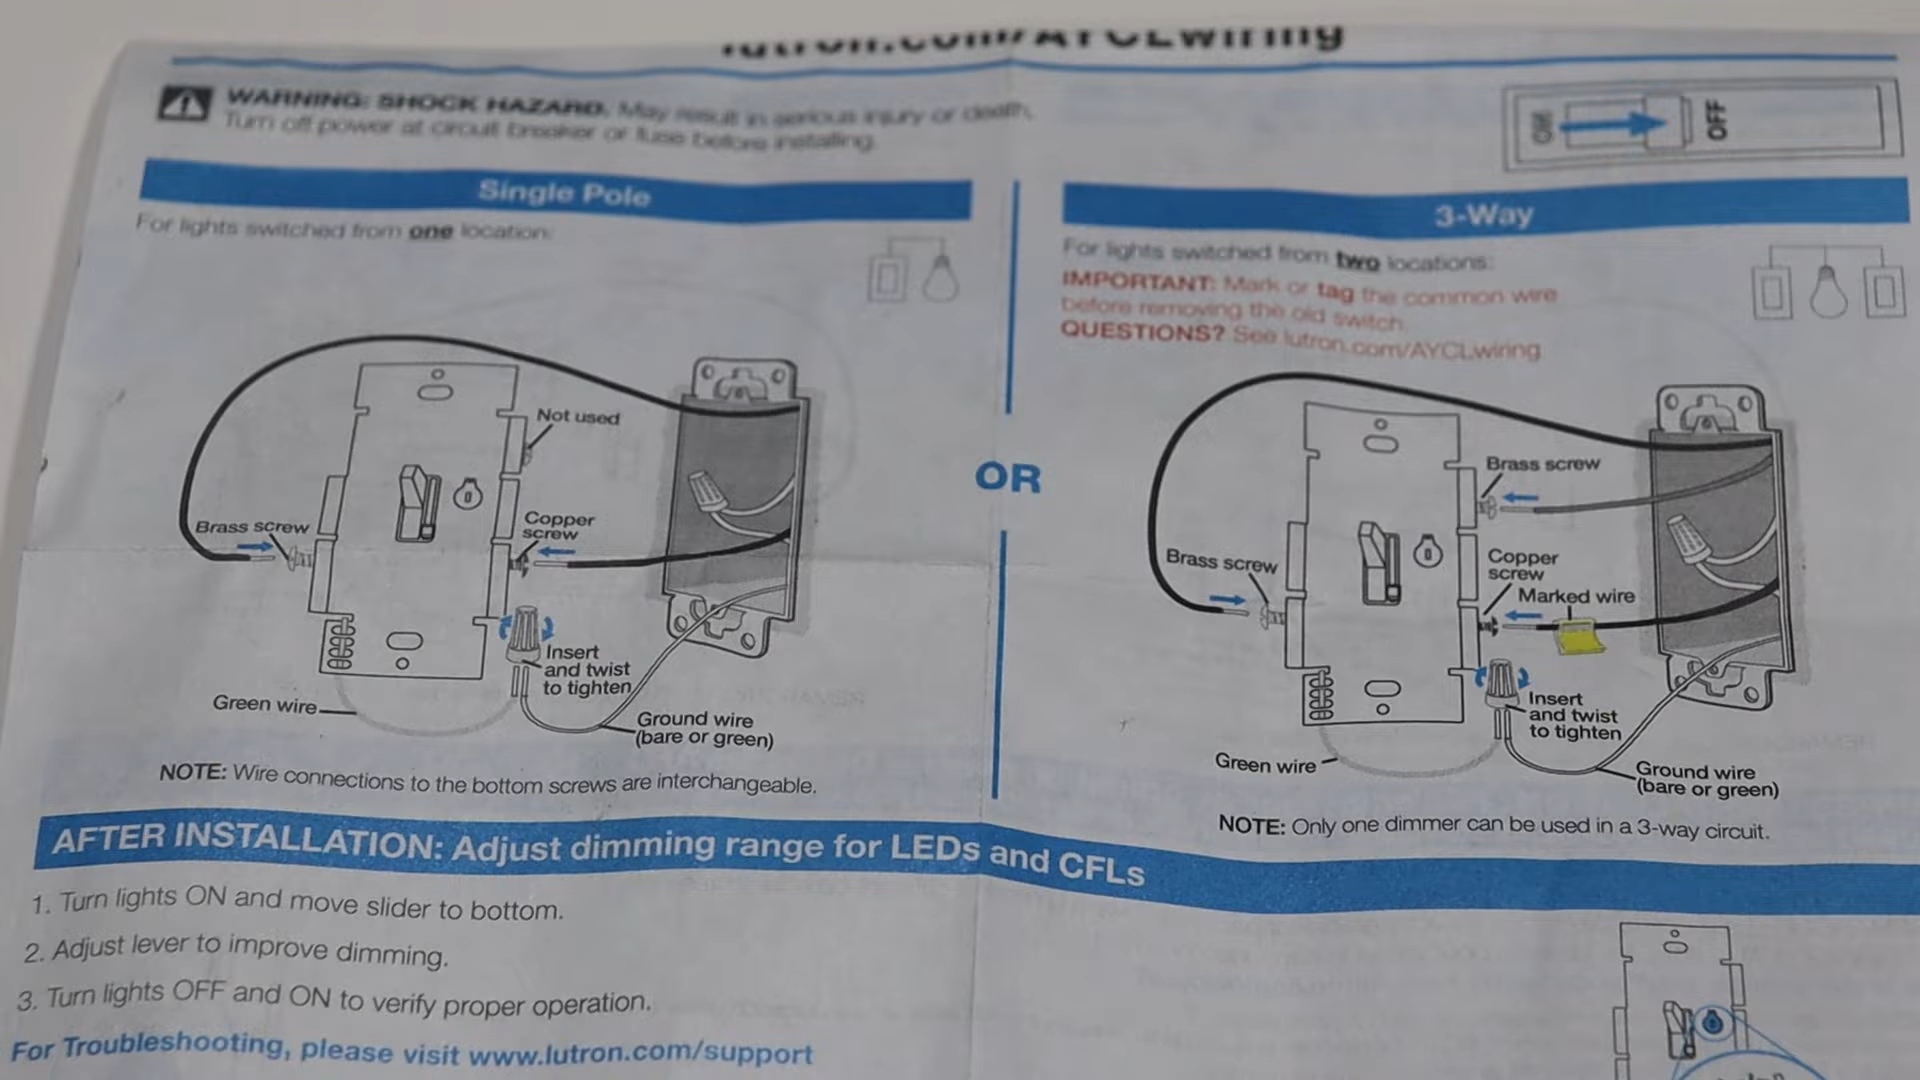 lutron.com/AYCLwiring
WARNING: SHOCK HAZARD. May result in serious injury or death.
Turn off power at circuit breaker or fuse before installing.
ON
OFF
Single Pole
For lights switched from one location:
Not used
Brass screw
Copper
screw
Insert
and twist
to tighten
Green wire
Ground wire
(bare or green)
NOTE: Wire connections to the bottom screws are interchangeable.
OR
3-Way
For lights switched from two locations:
IMPORTANT: Mark or tag the common wire
before removing the old switch.
QUESTIONS? See lutron.com/AYCLwiring
Brass screw
Brass screw
Copper
screw
Marked wire
Insert
and twist
to tighten
Green wire
Ground wire
(bare or green)
NOTE: Only one dimmer can be used in a 3-way circuit.
AFTER INSTALLATION: Adjust dimming range for LEDs and CFLs
1. Turn lights ON and move slider to bottom.
2. Adjust lever to improve dimming.
3. Turn lights OFF and ON to verify proper operation.
For Troubleshooting, please visit www.lutron.com/support